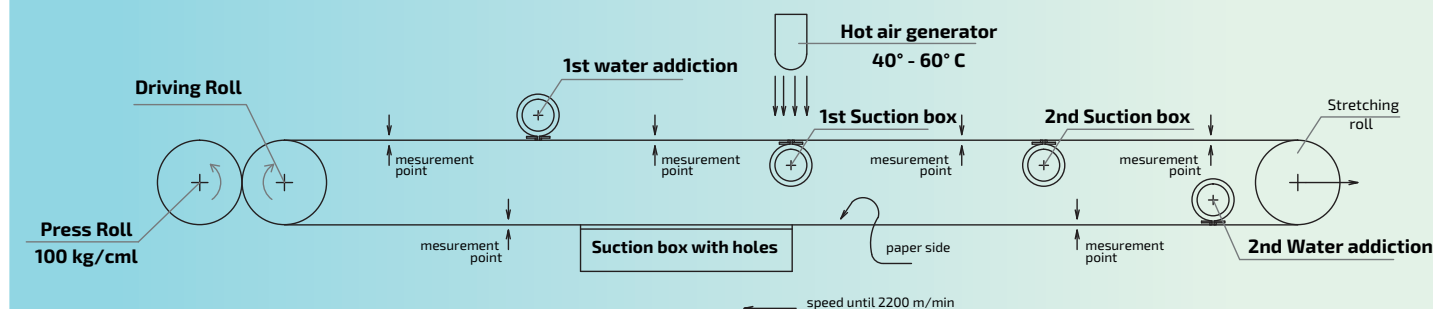 Hot air generator
40° - 60° C
1st water addiction
Driving Roll
1st Suction box
2nd Suction box
Stretching
roll
mesurement
point
mesurement
point
mesurement
point
mesurement
point
Press Roll
100 kg/cml
mesurement
point
Suction box with holes
paper side
mesurement
point
2nd Water addiction
speed until 2200 m/min